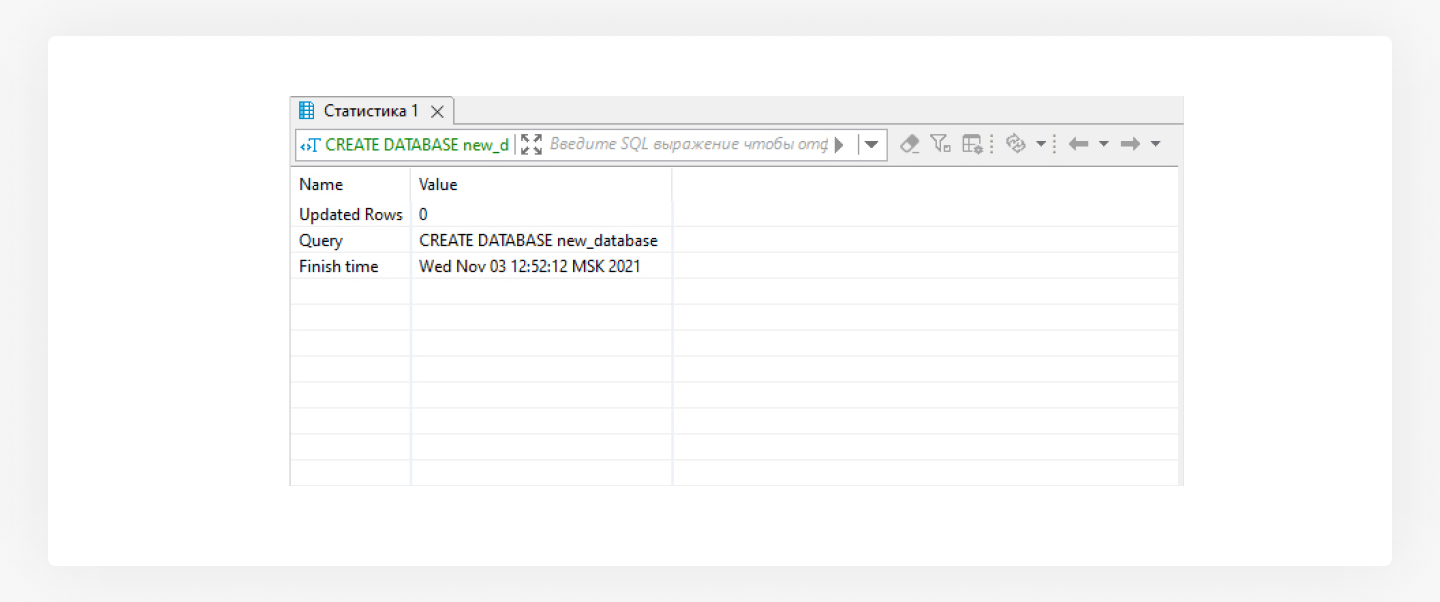 Статистика 1
CREATE DATABASE new_d Введите SQL выражение чтобы отф
Name Value
Updated Rows 0
Query CREATE DATABASE new_database
Finish time Wed Nov 03 12:52:12 MSK 2021